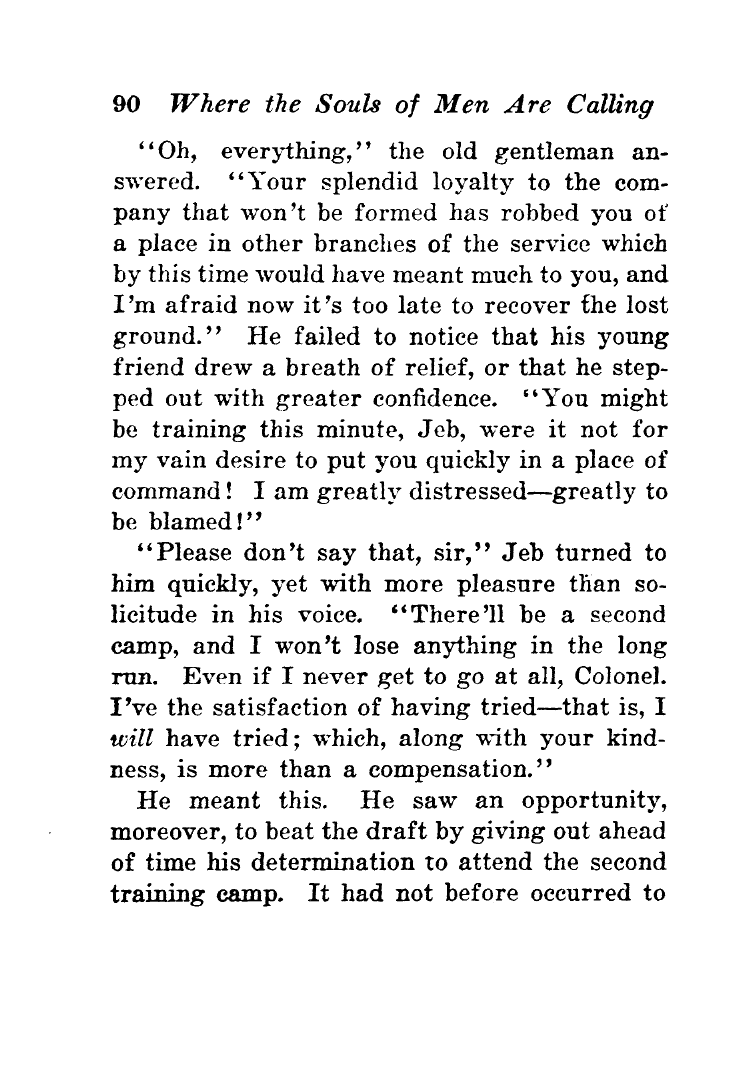 90 Where the Souls of Men Are Calling
“Oh, everything,” the old gentleman an-
swered. “Your splendid loyalty to the com-
pany that won’t be formed has robbed you of
a place in other branches of the service which
by this time would have meant much to you, and
I’m afraid now it’s too late to recover the lost
ground.” He failed to notice that his young
friend drew a breath of relief, or that he step-
ped out with greater confidence. “You might
be training this minute, Jeb, were it not for
my vain desire to put you quickly in a place of
command! I am greatly distressed—greatly to
be blamed!”
“Please don’t say that, sir,” Jeb turned to
him quickly, yet with more pleasure than so-
licitude in his voice. “There’ll be a second
camp, and I won’t lose anything in the long
run. Even if I never get to go at all, Colonel.
I’ve the satisfaction of having tried—that is, I
will have tried; which, along with your kind-
ness, is more than a compensation.”
He meant this. He saw an opportunity,
moreover, to beat the draft by giving out ahead
of time his determination to attend the second
training camp. It had not before occurred to